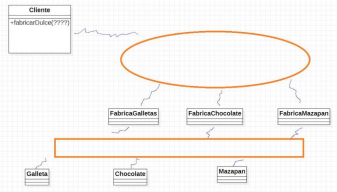 Cliente
+fabricarDulce(????)
FabricaGalletas
FabricaChocolate
FabricaMazapan
Galleta
Chocolate
Mazapan